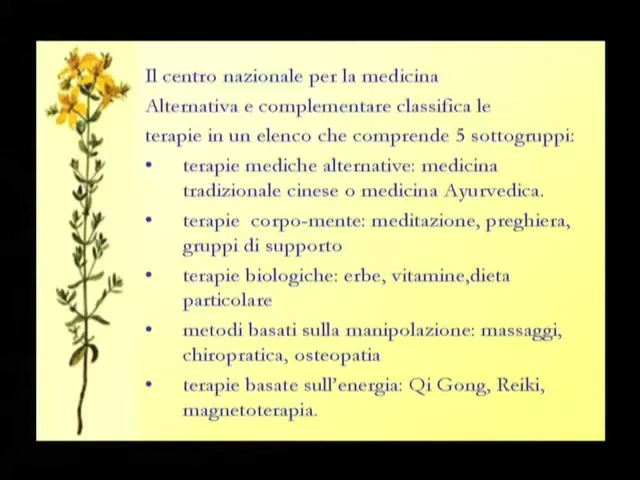 Il centro nazionale per la medicina
Alternativa e complementare classifica le
terapie in un elenco che comprende 5 sottogruppi:
• terapie mediche alternative: medicina
tradizionale cinese o medicina Ayurvedica.
• terapie corpo-mente: meditazione, preghiera,
gruppi di supporto
• terapie biologiche: erbe, vitamine,dieta
particolare
• metodi basati sulla manipolazione: massaggi,
chiropratica, osteopatia
• terapie basate sull'energia: Qi Gong, Reiki,
magnetoterapia.